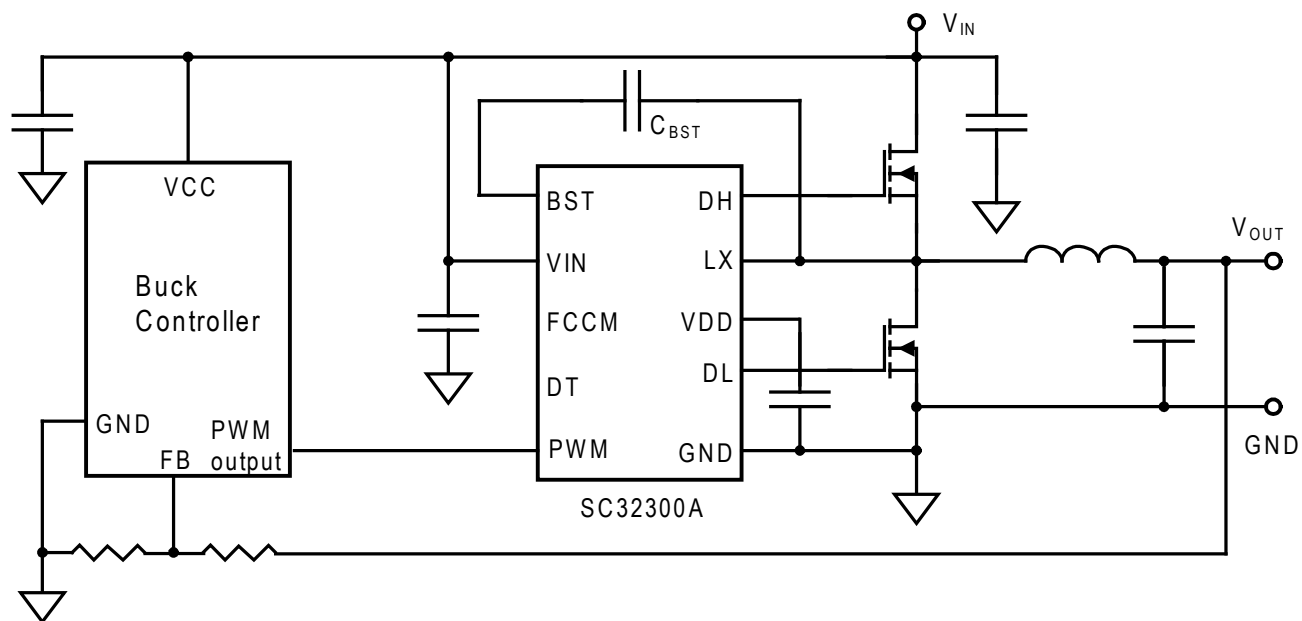 VIN
CBST
VCC
Buck
Controller
GND
FB
PWM
output
BST
VIN
FCCM
DT
PWM
DH
LX
VDD
DL
GND
SC32300A
VOUT
GND